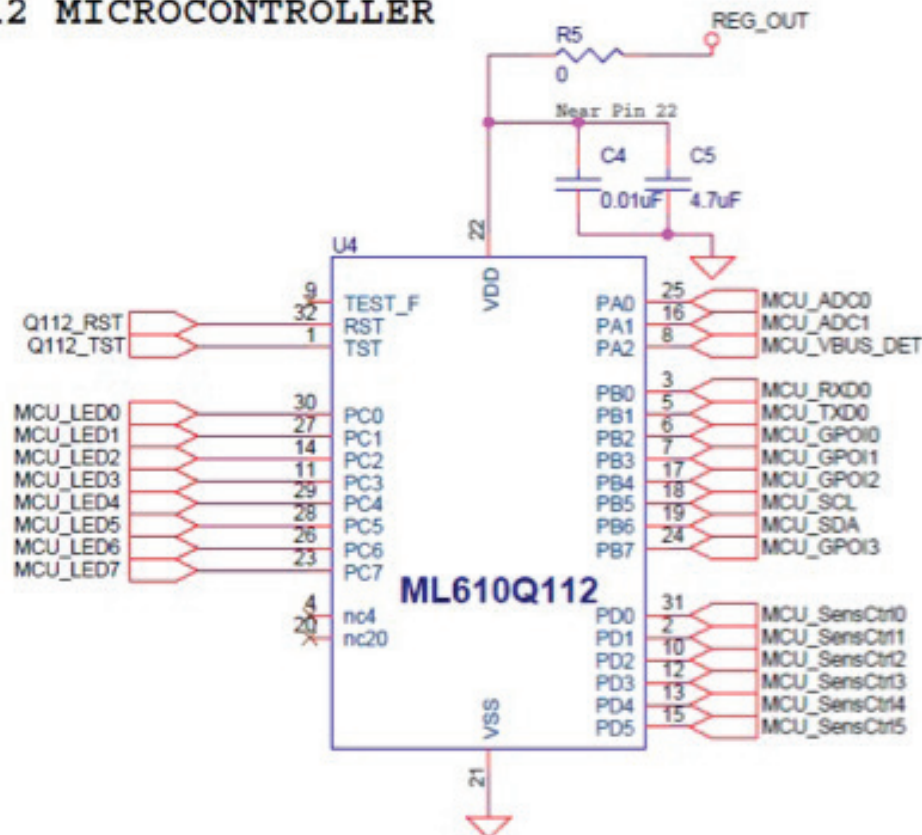 .2 MICROCONTROLLER
REG_OUT
R5
0
Near Pin 22
C4
C5
0.01uF
4.7uF
22
U4
VDD
9
TEST_F
Q112_RST
32
RST
Q112_TST
1
TST
MCU_LED0
30
PC0
MCU_LED1
27
PC1
MCU_LED2
14
PC2
MCU_LED3
11
PC3
MCU_LED4
29
PC4
MCU_LED5
28
PC5
MCU_LED6
26
PC6
MCU_LED7
23
PC7
4
nc4
20
nc20
ML610Q112
PA0
25
MCU_ADC0
PA1
16
MCU_ADC1
PA2
8
MCU_VBUS_DET
PB0
3
MCU_RXD0
PB1
5
MCU_TXD0
PB2
6
MCU_GPOI0
PB3
7
MCU_GPOI1
PB4
17
MCU_GPOI2
PB5
18
MCU_SCL
PB6
19
MCU_SDA
PB7
24
MCU_GPOI3
PD0
31
MCU_SensCtrl0
PD1
2
MCU_SensCtrl1
PD2
10
MCU_SensCtrl2
PD3
12
MCU_SensCtrl3
PD4
13
MCU_SensCtrl4
PD5
15
MCU_SensCtrl5
VSS
21